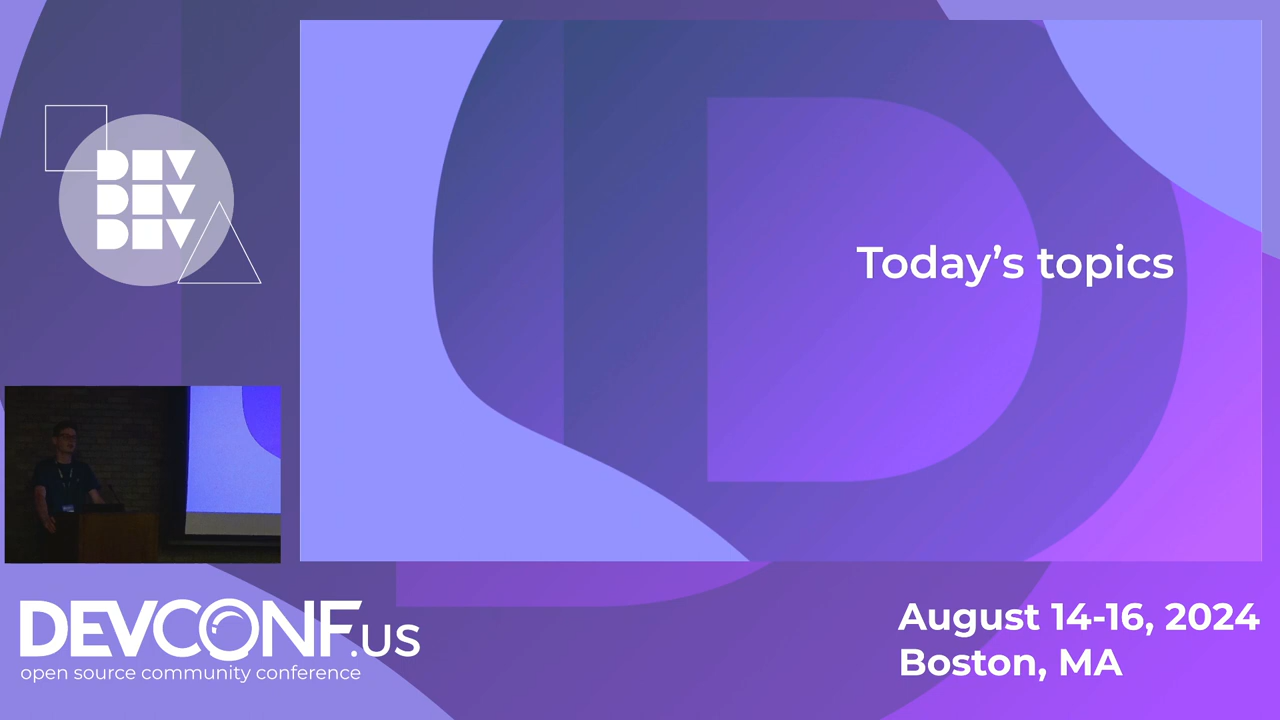 DEV
DEV
DEV
Today's topics
DEVCONF.US
open source community conference
August 14-16, 2024
Boston, MA